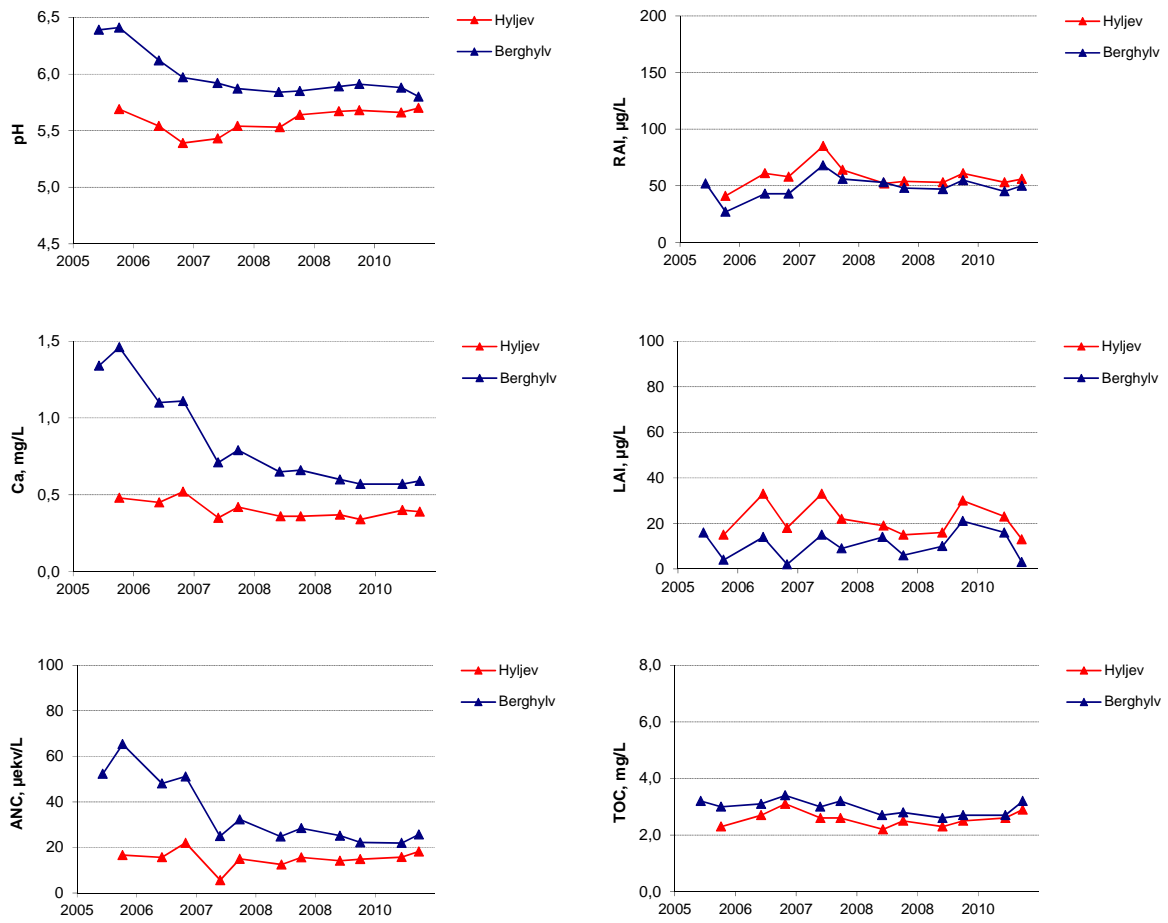 6,5
6,0
5,5
5,0
4,5
pH
2005 2006 2007 2008 2008 2010
Hyljev
Berghylv
200
150
100
50
0
RAl, µg/L
2005 2006 2007 2008 2008 2010
Hyljev
Berghylv
1,5
1,0
0,5
0,0
Ca, mg/L
2005 2006 2007 2008 2008 2010
Hyljev
Berghylv
100
80
60
40
20
0
LAl, µg/L
2005 2006 2007 2008 2008 2010
Hyljev
Berghylv
100
80
60
40
20
0
ANC, µekv/L
2005 2006 2007 2008 2008 2010
Hyljev
Berghylv
8,0
6,0
4,0
2,0
0,0
TOC, mg/L
2005 2006 2007 2008 2008 2010
Hyljev
Berghylv